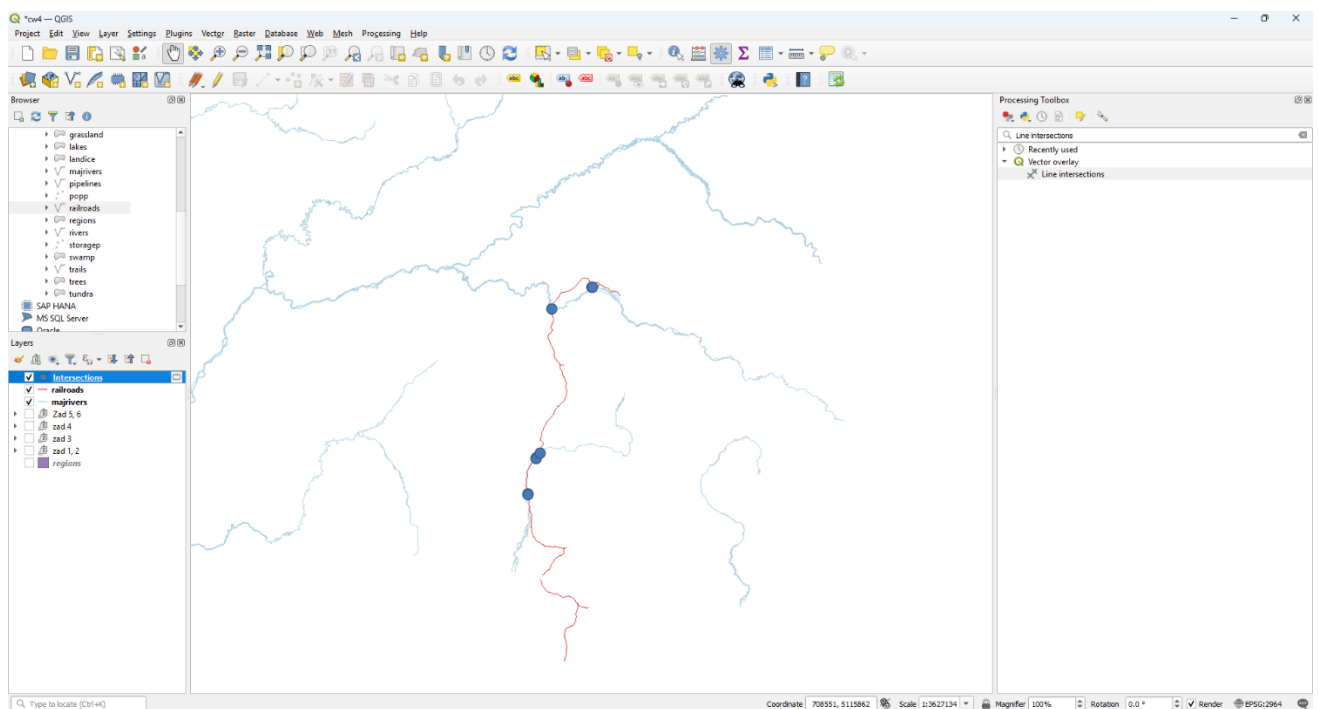 *cw4 — QGIS
Project Edit View Layer Settings Plugins Vector Raster Database Web Mesh Processing Help
Browser
grassland
lakes
landice
majrivers
pipelines
popp
railroads
regions
rivers
storagep
swamp
trails
trees
tundra
SAP HANA
MS SQL Server
Oracle
Layers
Intersections
railroads
majrivers
Zad 5, 6
zad 4
zad 3
zad 1, 2
regions
Processing Toolbox
Line intersections
Recently used
Vector overlay
Line intersections
Type to locate (Ctrl+K)
Coordinate 708551, 5115862 Scale 1:3627134 Magnifier 100% Rotation 0.0 ° Render EPSG:2964